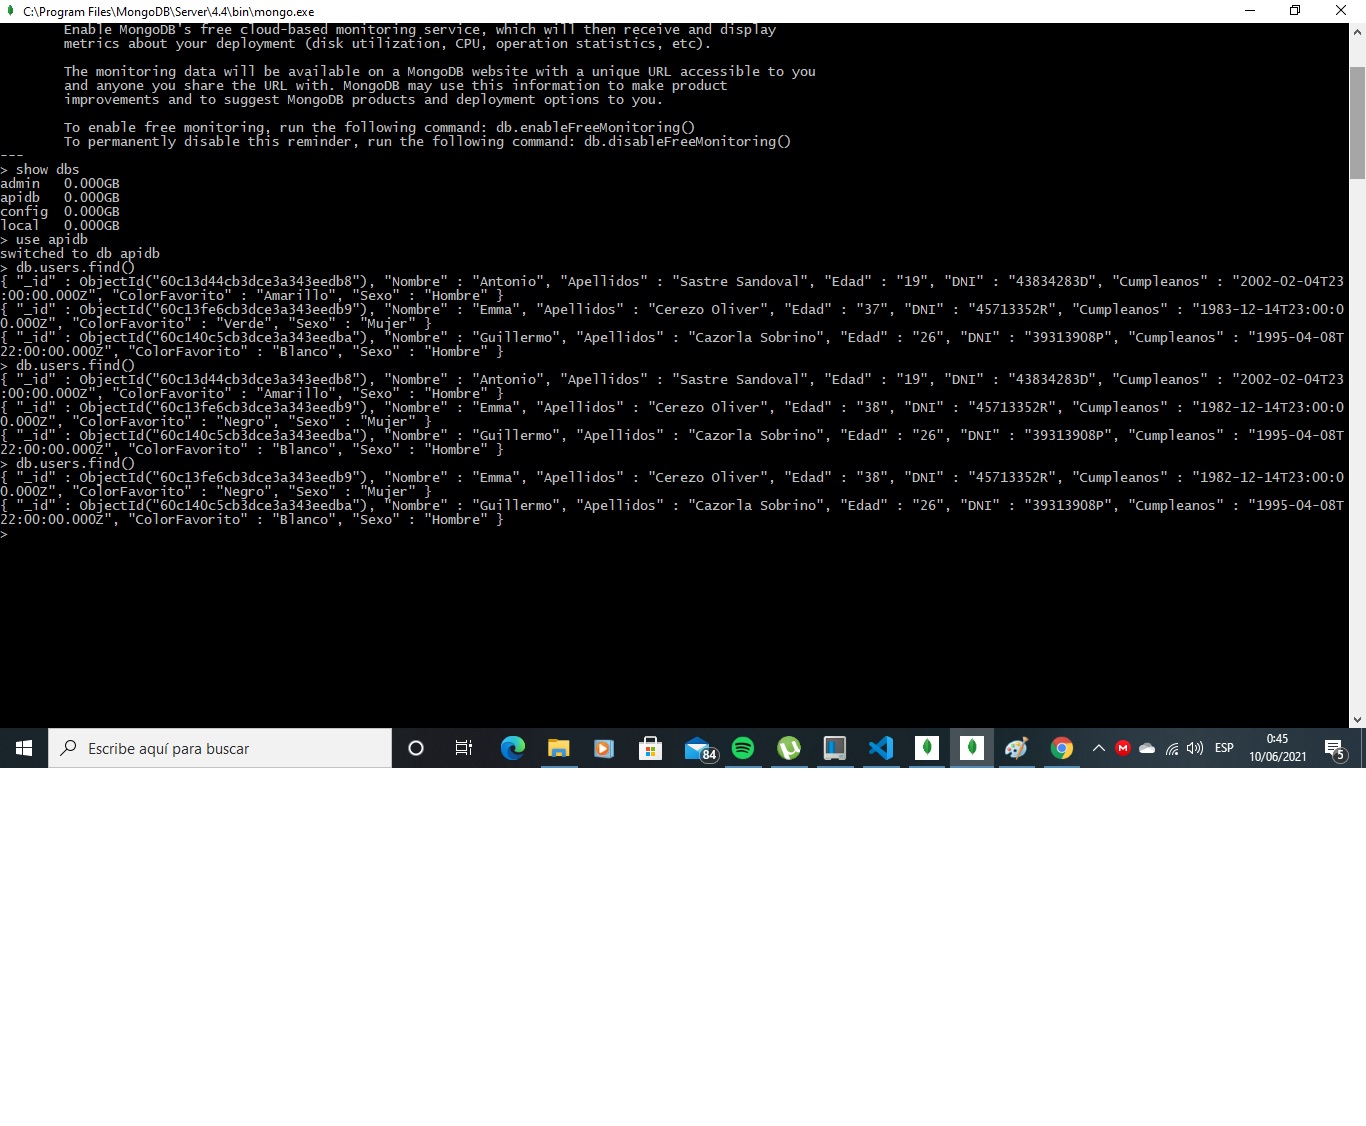 C:\Program Files\MongoDB\Server\4.4\bin\mongo.exe
Enable MongoDB's free cloud-based monitoring service, which will then receive and display
metrics about your deployment (disk utilization, CPU, operation statistics, etc).
The monitoring data will be available on a MongoDB website with a unique URL accessible to you
and anyone you share the URL with. MongoDB may use this information to make product
improvements and to suggest MongoDB products and deployment options to you.
To enable free monitoring, run the following command: db.enableFreeMonitoring()
To permanently disable this reminder, run the following command: db.disableFreeMonitoring()
---
> show dbs
admin   0.000GB
apidb   0.000GB
config  0.000GB
local   0.000GB
> use apidb
switched to db apidb
> db.users.find()
{ "_id" : ObjectId("60c13d44cb3dce3a343eedb8"), "Nombre" : "Antonio", "Apellidos" : "Sastre Sandoval", "Edad" : "19", "DNI" : "43834283D", "Cumpleanos" : "2002-02-04T23
:00:00.000Z", "ColorFavorito" : "Amarillo", "Sexo" : "Hombre" }
{ "_id" : ObjectId("60c13fe6cb3dce3a343eedb9"), "Nombre" : "Emma", "Apellidos" : "Cerezo Oliver", "Edad" : "37", "DNI" : "45713352R", "Cumpleanos" : "1983-12-14T23:00:0
0.000Z", "ColorFavorito" : "Verde", "Sexo" : "Mujer" }
{ "_id" : ObjectId("60c140c5cb3dce3a343eedba"), "Nombre" : "Guillermo", "Apellidos" : "Cazorla Sobrino", "Edad" : "26", "DNI" : "39313908P", "Cumpleanos" : "1995-04-08T
22:00:00.000Z", "ColorFavorito" : "Blanco", "Sexo" : "Hombre" }
> db.users.find()
{ "_id" : ObjectId("60c13d44cb3dce3a343eedb8"), "Nombre" : "Antonio", "Apellidos" : "Sastre Sandoval", "Edad" : "19", "DNI" : "43834283D", "Cumpleanos" : "2002-02-04T23
:00:00.000Z", "ColorFavorito" : "Amarillo", "Sexo" : "Hombre" }
{ "_id" : ObjectId("60c13fe6cb3dce3a343eedb9"), "Nombre" : "Emma", "Apellidos" : "Cerezo Oliver", "Edad" : "38", "DNI" : "45713352R", "Cumpleanos" : "1982-12-14T23:00:0
0.000Z", "ColorFavorito" : "Negro", "Sexo" : "Mujer" }
{ "_id" : ObjectId("60c140c5cb3dce3a343eedba"), "Nombre" : "Guillermo", "Apellidos" : "Cazorla Sobrino", "Edad" : "26", "DNI" : "39313908P", "Cumpleanos" : "1995-04-08T
22:00:00.000Z", "ColorFavorito" : "Blanco", "Sexo" : "Hombre" }
> db.users.find()
{ "_id" : ObjectId("60c13fe6cb3dce3a343eedb9"), "Nombre" : "Emma", "Apellidos" : "Cerezo Oliver", "Edad" : "38", "DNI" : "45713352R", "Cumpleanos" : "1982-12-14T23:00:0
0.000Z", "ColorFavorito" : "Negro", "Sexo" : "Mujer" }
{ "_id" : ObjectId("60c140c5cb3dce3a343eedba"), "Nombre" : "Guillermo", "Apellidos" : "Cazorla Sobrino", "Edad" : "26", "DNI" : "39313908P", "Cumpleanos" : "1995-04-08T
22:00:00.000Z", "ColorFavorito" : "Blanco", "Sexo" : "Hombre" }
>
Escribe aquí para buscar
84
M
ESP
0:45
10/06/2021
5